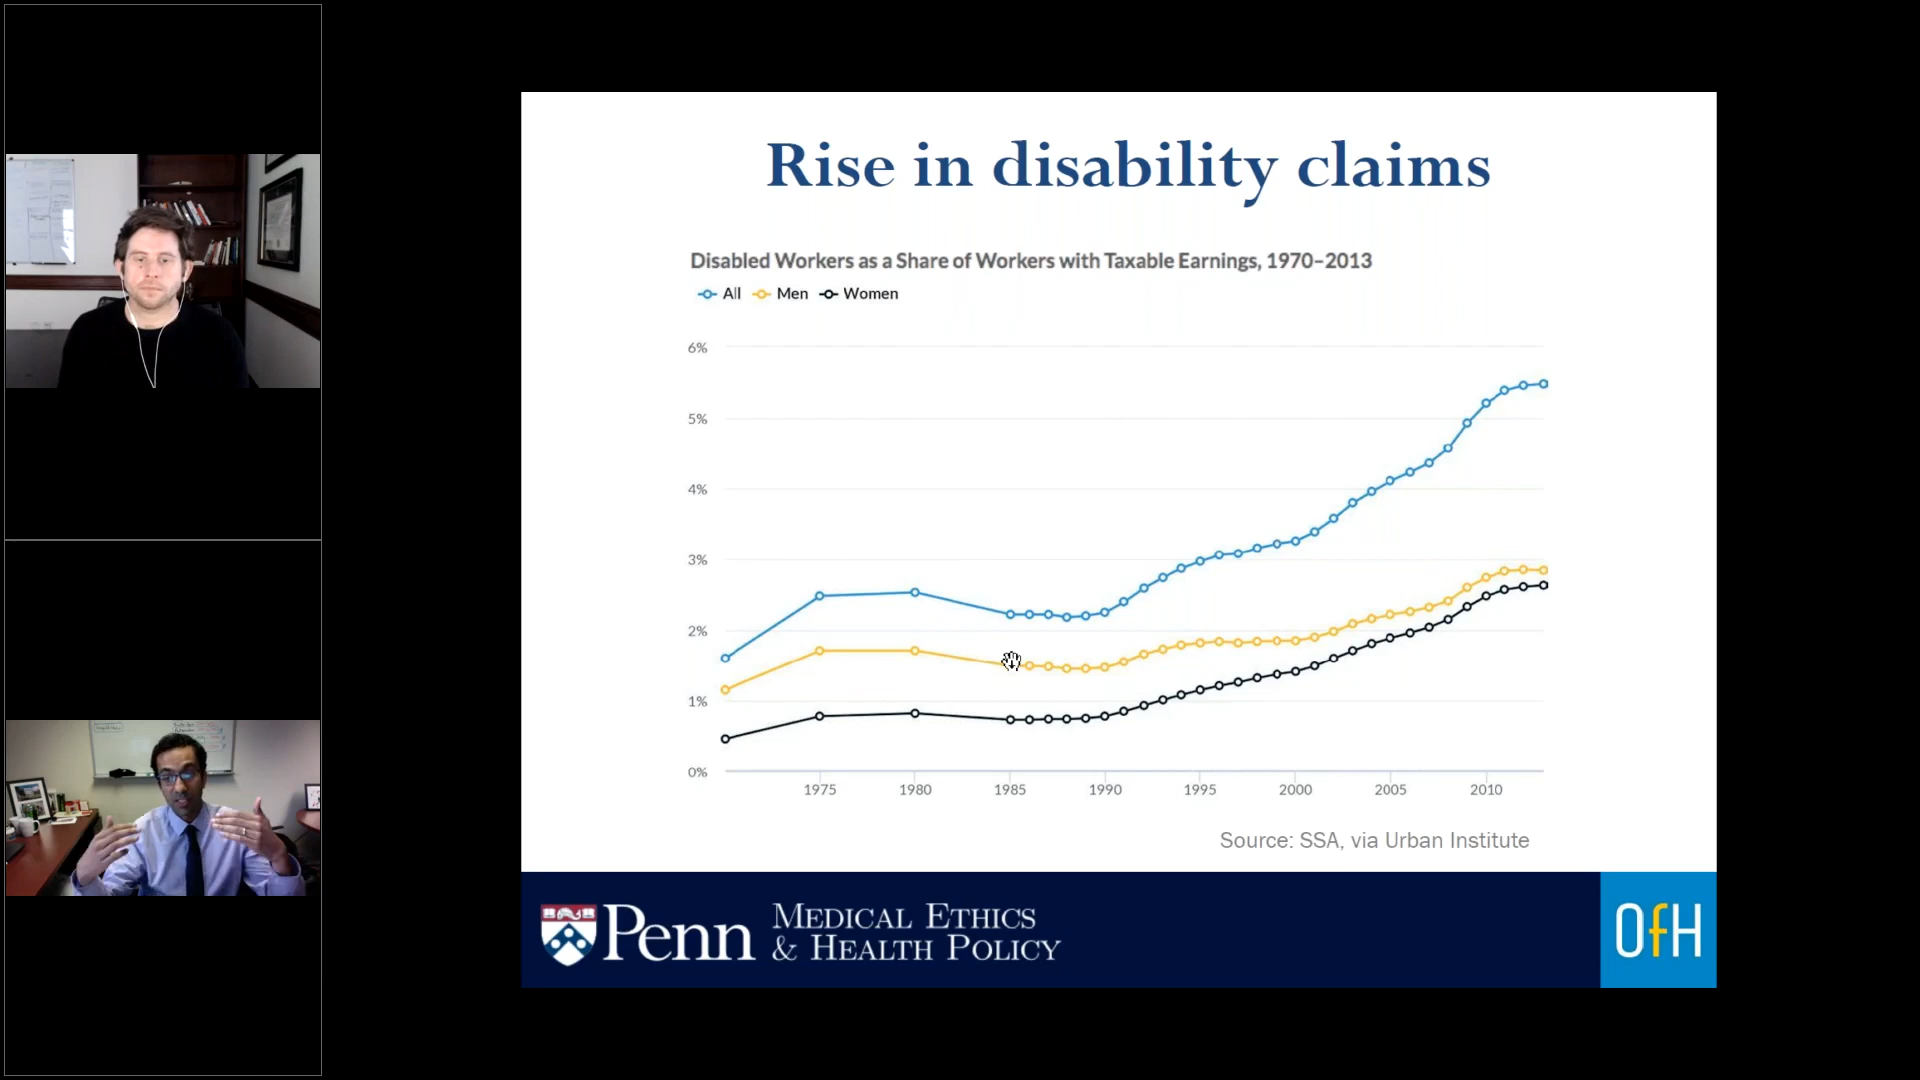 Rise in disability claims
Disabled Workers as a Share of Workers with Taxable Earnings, 1970–2013
All Men Women
6%
5%
4%
3%
2%
1%
0%
1975 1980 1985 1990 1995 2000 2005 2010
Source: SSA, via Urban Institute
Penn MEDICAL ETHICS
& HEALTH POLICY
OfH